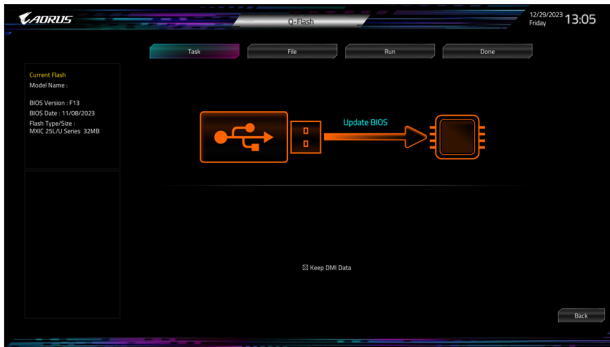 AORUS
Q-Flash
12/29/2023
Friday
13:05
Task
File
Run
Done
Current Flash
Model Name :
BIOS Version : F13
BIOS Date : 11/08/2023
Flash Type/Size :
MXIC 25L/U Series 32MB
Update BIOS
Keep DMI Data
Back